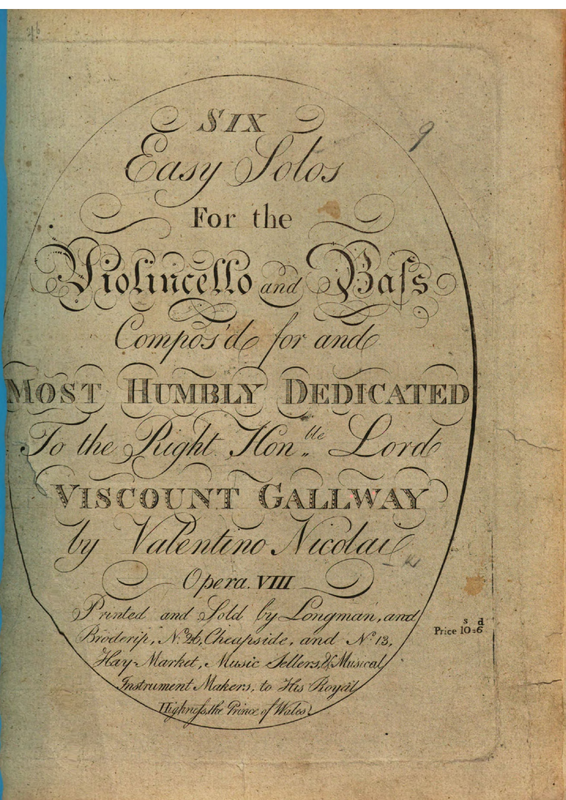 SIX
Easy Solos
For the
Violincello and Baſs
Compos'd for and
MOST HUMBLY DEDICATED
To the Right Hon.ble Lord
VISCOUNT GALLWAY
by Valentino Nicolai
Opera. VIII
Printed and Sold by Longman, and
Broderip, No. 26, Cheapside, and No. 13,
Hay-Market, Music Sellers, & Musical
Instrument Makers, to His Royal
Highneſs the Prince of Wales.
s d
Price 10=6
9